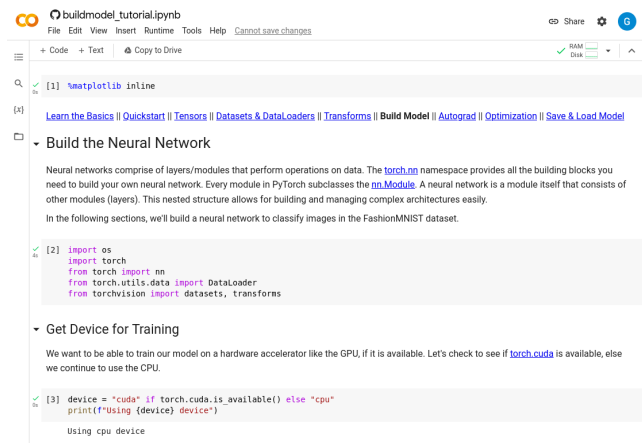 buildmodel_tutorial.ipynb
File Edit View Insert Runtime Tools Help Cannot save changes
Share
G
+ Code + Text Copy to Drive
RAM
Disk
[1] %matplotlib inline
0s
Learn the Basics || Quickstart || Tensors || Datasets & DataLoaders || Transforms || Build Model || Autograd || Optimization || Save & Load Model
{x}
Build the Neural Network
Neural networks comprise of layers/modules that perform operations on data. The torch.nn namespace provides all the building blocks you
need to build your own neural network. Every module in PyTorch subclasses the nn.Module. A neural network is a module itself that consists of
other modules (layers). This nested structure allows for building and managing complex architectures easily.
In the following sections, we'll build a neural network to classify images in the FashionMNIST dataset.
[2] import os
4s
import torch
from torch import nn
from torch.utils.data import DataLoader
from torchvision import datasets, transforms
Get Device for Training
We want to be able to train our model on a hardware accelerator like the GPU, if it is available. Let's check to see if torch.cuda is available, else
we continue to use the CPU.
[3] device = "cuda" if torch.cuda.is_available() else "cpu"
0s
print(f"Using {device} device")
Using cpu device